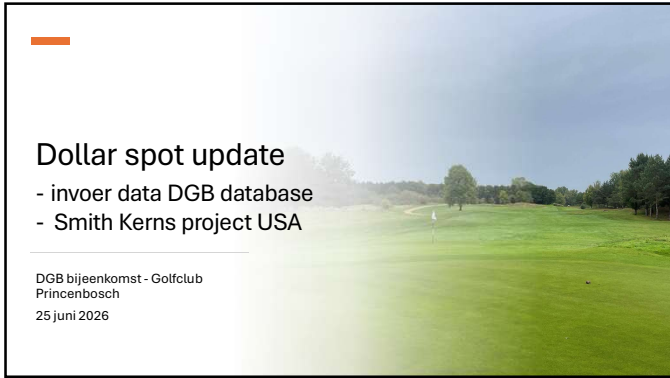 Dollar spot update
- invoer data DGB database
- Smith Kerns project USA
DGB bijeenkomst - Golfclub
Princenbosch
25 juni 2026